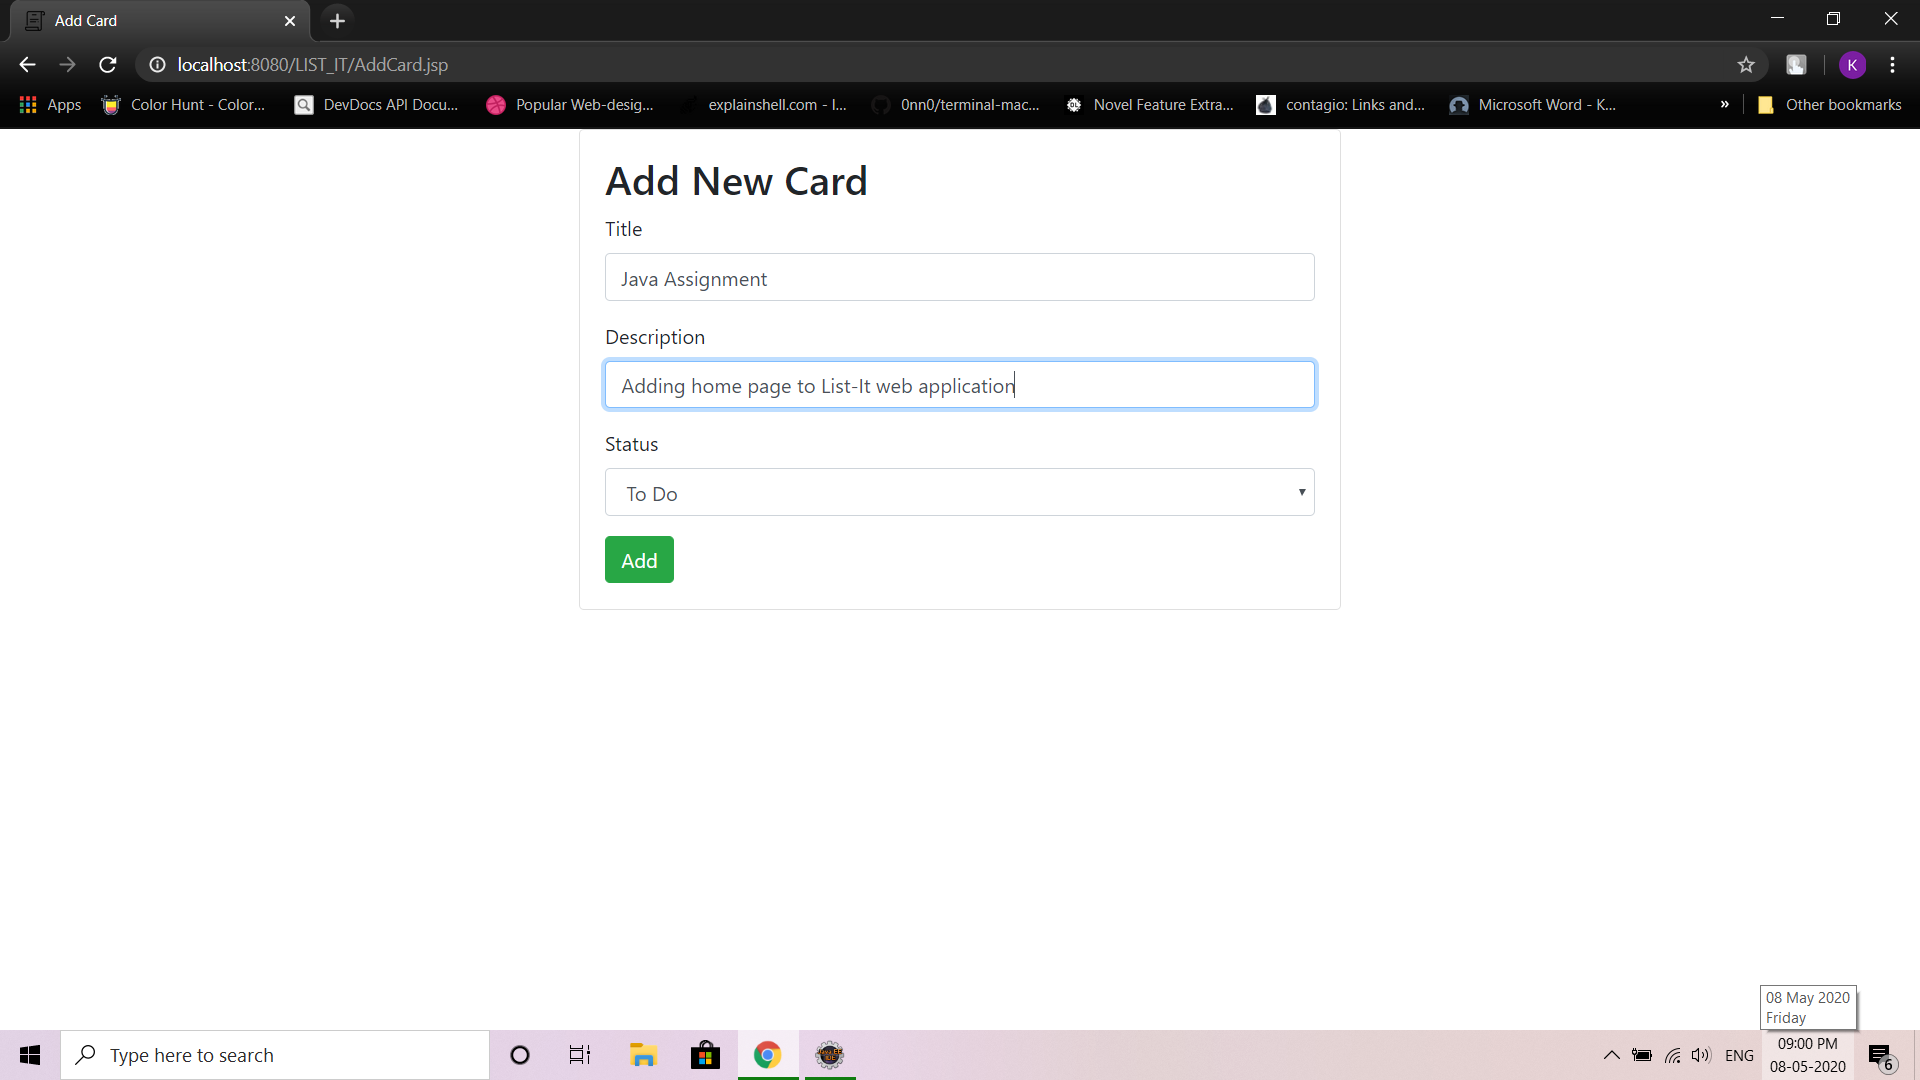 Add Card
localhost:8080/LIST_IT/AddCard.jsp
K
Apps
Color Hunt - Color...
DevDocs API Docu...
Popular Web-desig...
explainshell.com - I...
0nn0/terminal-mac...
Novel Feature Extra...
contagio: Links and...
Microsoft Word - K...
»
Other bookmarks
Add New Card
Title
Java Assignment
Description
Adding home page to List-It web application
Status
To Do
Add
08 May 2020
Friday
Type here to search
ENG
09:00 PM
08-05-2020
6